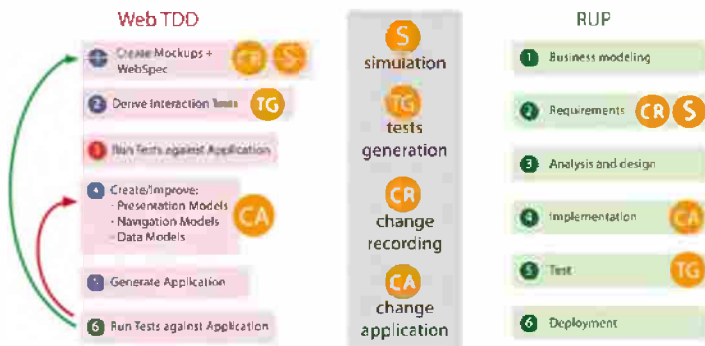 Web TDD
Create Mockups +
WebSpec
CR S
2 Derive Interaction Tests TG
3 Run Tests against Application
4 Create/Improve:
- Presentation Models
- Navigation Models
- Data Models
CA
Generate Application
6 Run Tests against Application
S
simulation
TG
tests
generation
CR
change
recording
CA
change
application
RUP
1 Business modeling
2 Requirements CR S
3 Analysis and design
4 Implementation CA
5 Test TG
6 Deployment